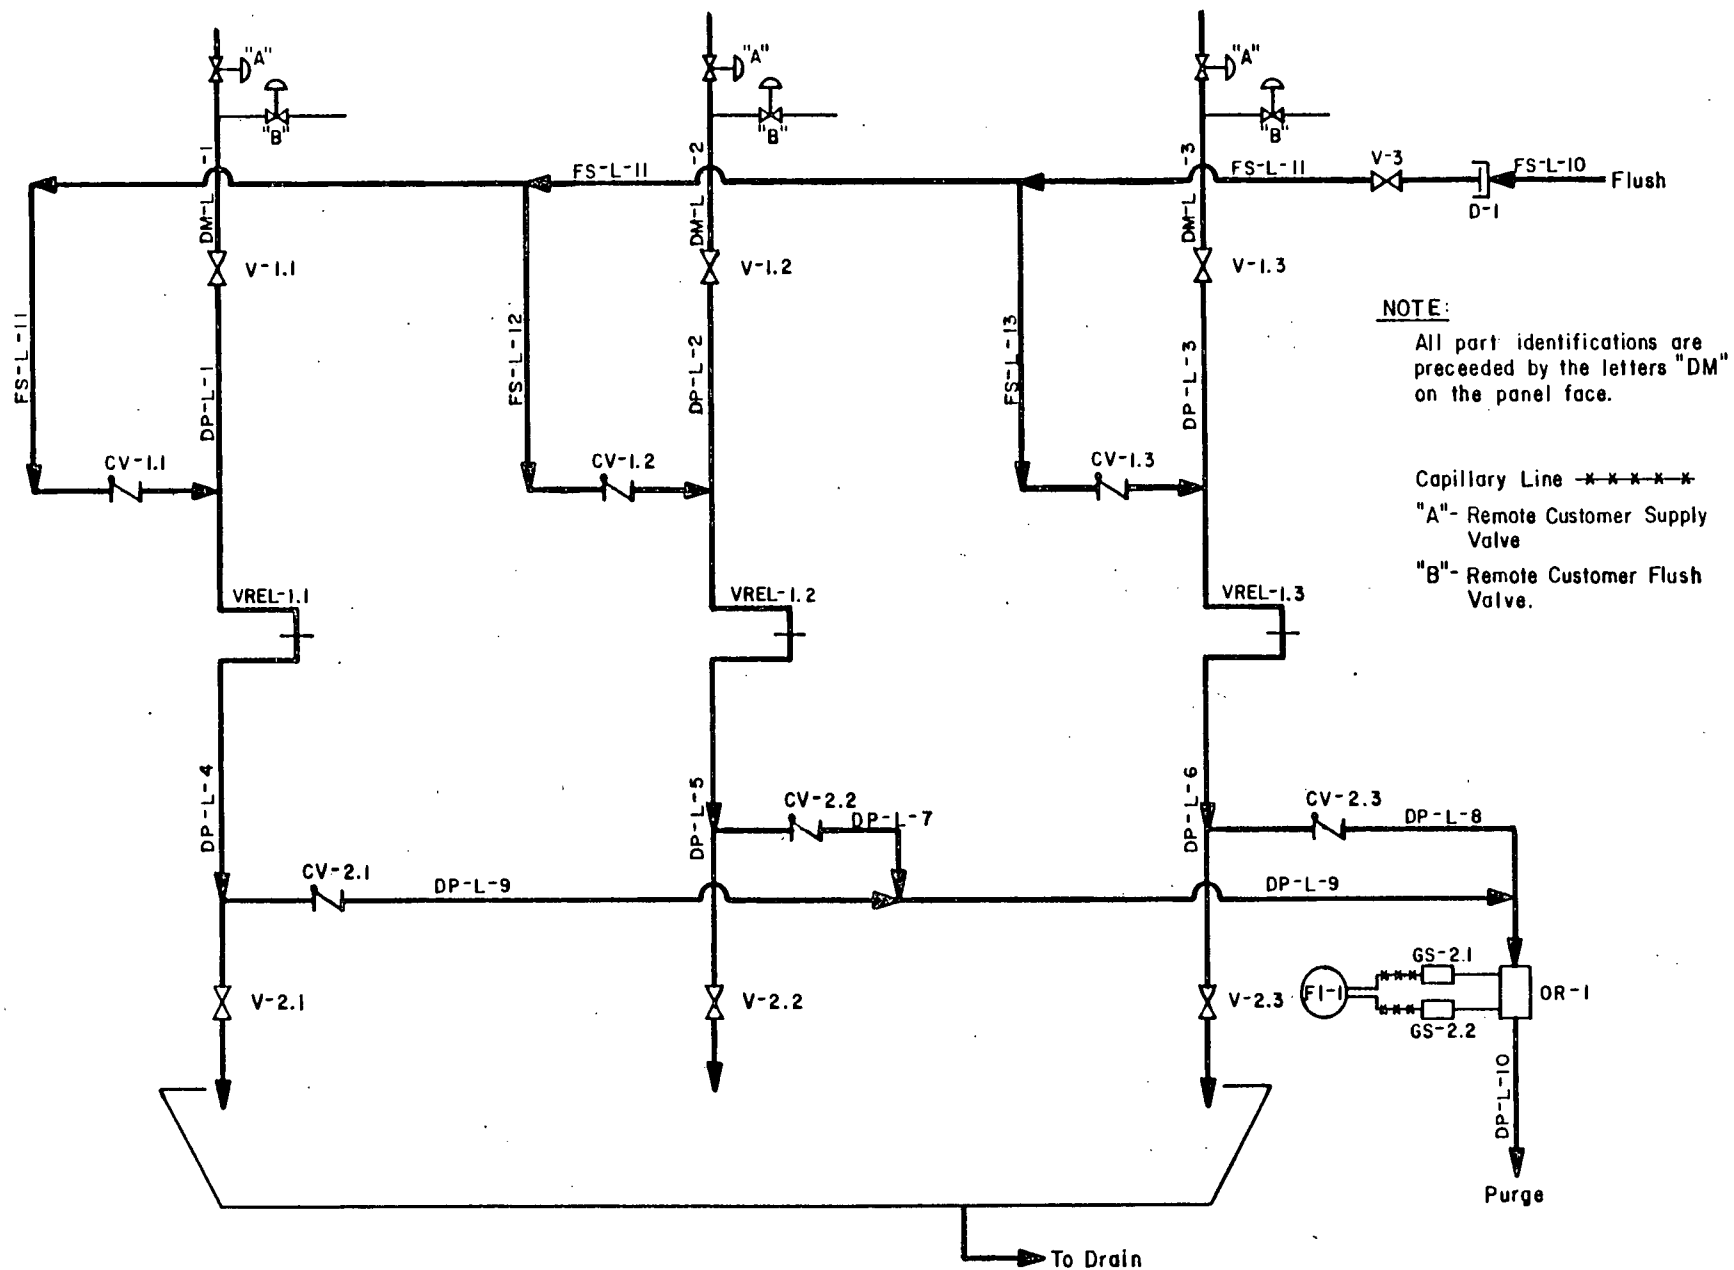 "A"
"A"
"A"
"B"
"B"
"B"
DM-L-1
DM-L-2
DM-L-3
FS-L-11
FS-L-11
V-3
FS-L-10
Flush
D-1
V-1.1
V-1.2
V-1.3
NOTE:
All part identifications are
preceeded by the letters "DM"
on the panel face.
FS-L-11
DP-L-1
FS-L-12
DP-L-2
FS-L-13
DP-L-3
CV-1.1
CV-1.2
CV-1.3
Capillary Line
"A"- Remote Customer Supply
Valve
"B"- Remote Customer Flush
Valve.
VREL-1.1
VREL-1.2
VREL-1.3
DP-L-4
DP-L-5
CV-2.2
DP-L-7
DP-L-6
CV-2.3
DP-L-8
CV-2.1
DP-L-9
DP-L-9
V-2.1
V-2.2
V-2.3
FI-1
GS-2.1
GS-2.2
OR-1
DP-L-10
Purge
To Drain